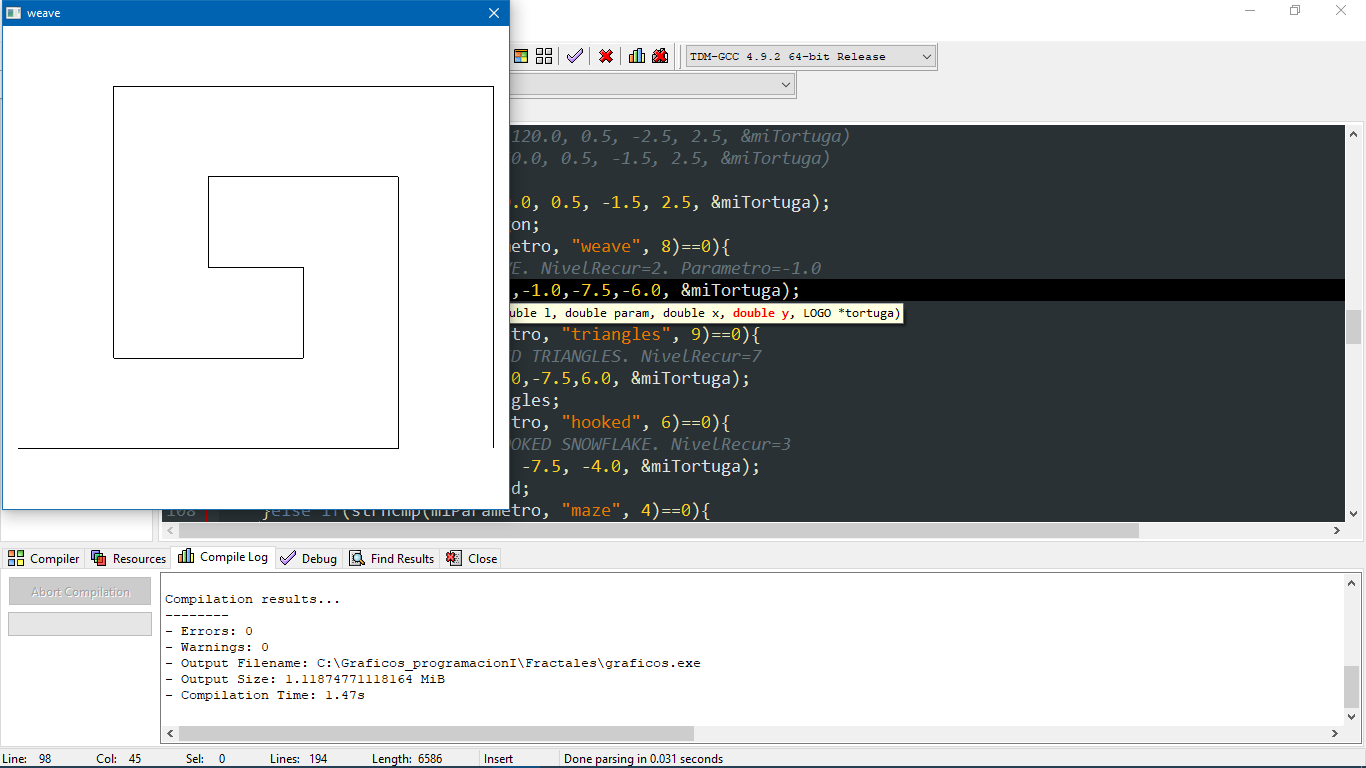 weave
TDM-GCC 4.9.2 64-bit Release
120.0, 0.5, -2.5, 2.5, &miTortuga)
0.0, 0.5, -1.5, 2.5, &miTortuga)
.0, 0.5, -1.5, 2.5, &miTortuga);
on;
etro, "weave", 8)==0){
VE. NivelRecur=2. Parametro=-1.0
,-1.0,-7.5,-6.0, &miTortuga);
uble l, double param, double x, double y, LOGO *tortuga)
tro, "triangles", 9)==0){
D TRIANGLES. NivelRecur=7
0,-7.5,6.0, &miTortuga);
gles;
tro, "hooked", 6)==0){
OOKED SNOWFLAKE. NivelRecur=3
, -7.5, -4.0, &miTortuga);
d;
108 }else if(strncmp(miParametro, "maze", 4)==0){
Compiler Resources Compile Log Debug Find Results Close
Abort Compilation
Compilation results...
--------
- Errors: 0
- Warnings: 0
- Output Filename: C:\Graficos_programacionI\Fractales\graficos.exe
- Output Size: 1.11874771118164 MiB
- Compilation Time: 1.47s
Line: 98 Col: 45 Sel: 0 Lines: 194 Length: 6586 Insert Done parsing in 0.031 seconds